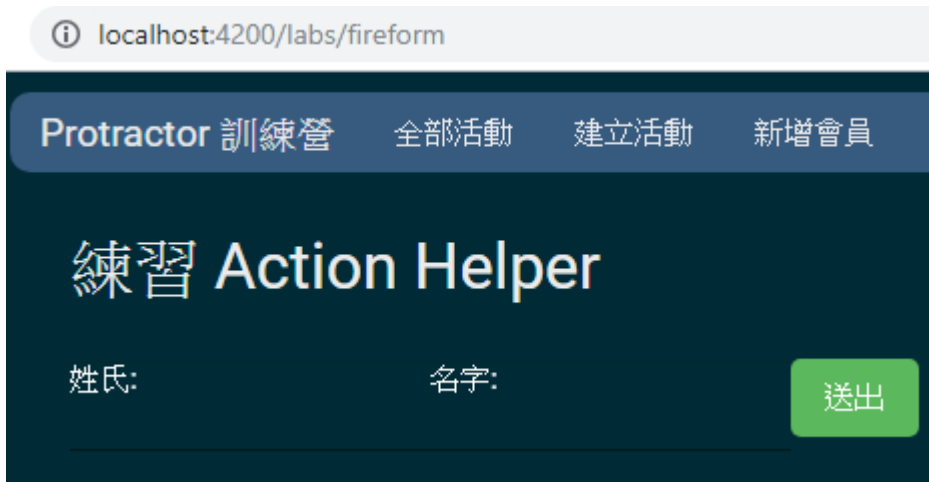 localhost:4200/labs/fireform
Protractor 訓練營 全部活動 建立活動 新增會員
練習 Action Helper
姓氏: 名字: 送出